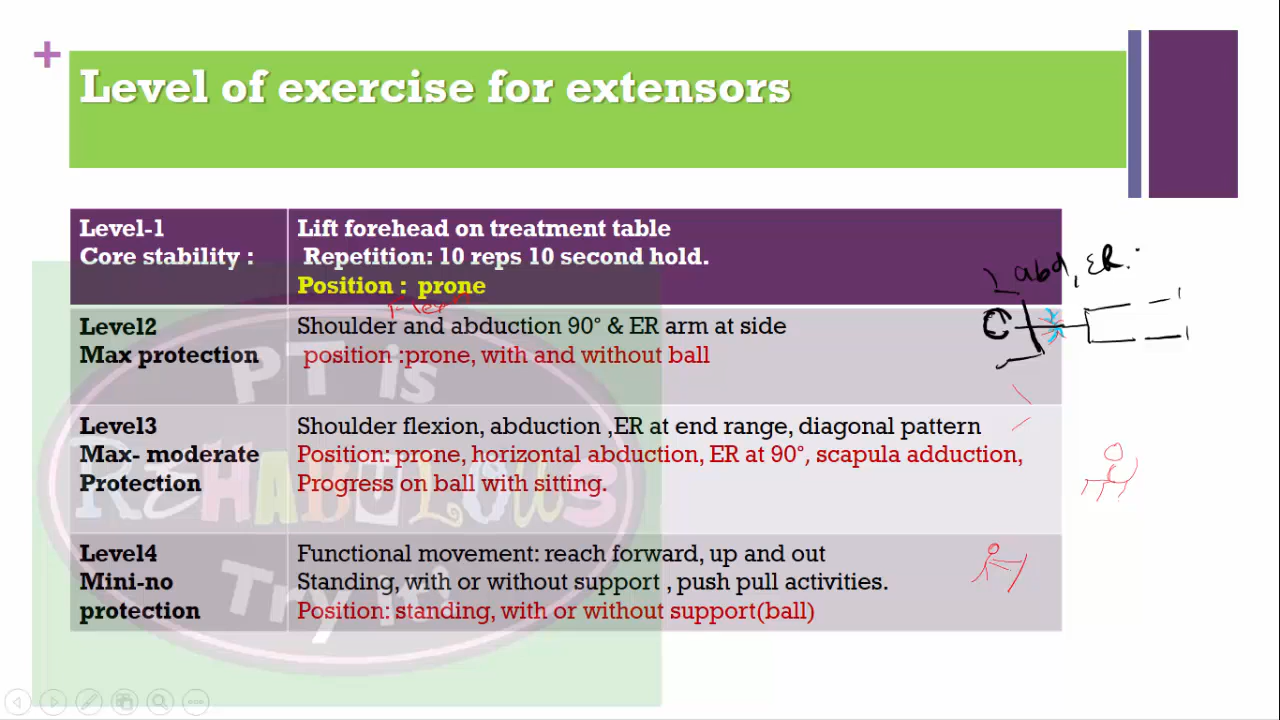 +
Level of exercise for extensors
Level-1
Core stability :
Lift forehead on treatment table
Repetition: 10 reps 10 second hold.
Position : prone
abd, ER.
Level2
Max protection
Flexion
Shoulder and abduction 90° & ER arm at side
position :prone, with and without ball
Level3
Max- moderate
Protection
Shoulder flexion, abduction ,ER at end range, diagonal pattern
Position: prone, horizontal abduction, ER at 90°, scapula adduction,
Progress on ball with sitting.
Level4
Mini-no
protection
Functional movement: reach forward, up and out
Standing, with or without support , push pull activities.
Position: standing, with or without support(ball)
PT is
REHABULOUS
Try it!